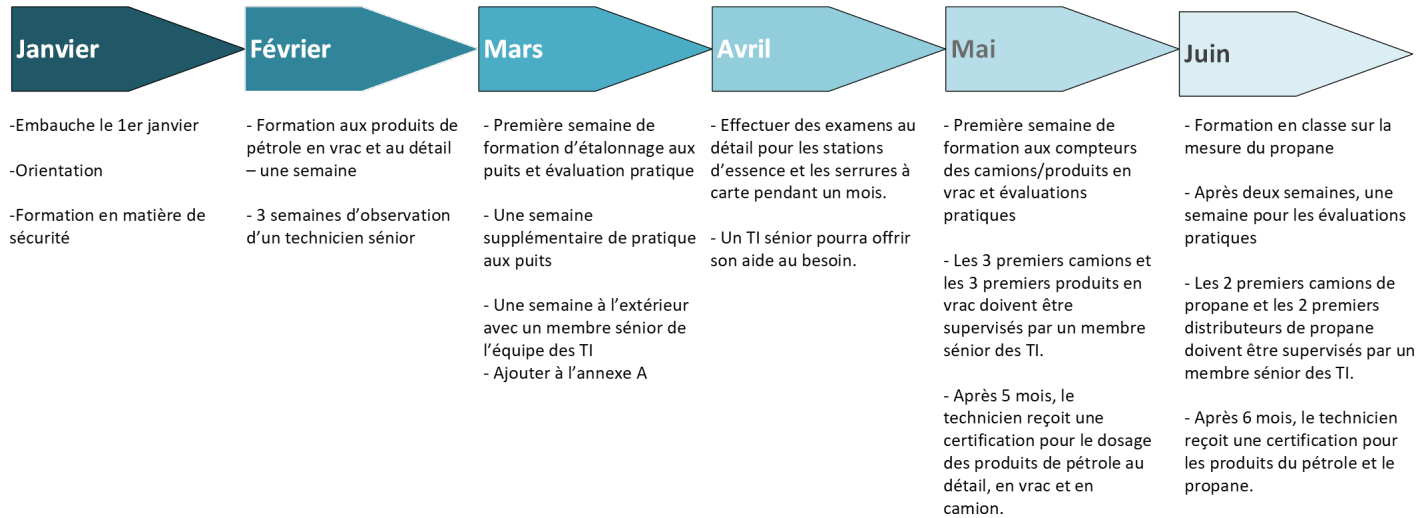 Janvier
-Embauche le 1er janvier
-Orientation
-Formation en matière de
sécurité
Février
- Formation aux produits de
pétrole en vrac et au détail
– une semaine
- 3 semaines d’observation
d’un technicien sénior
Mars
- Première semaine de
formation d’étalonnage aux
puits et évaluation pratique
- Une semaine
supplémentaire de pratique
aux puits
- Une semaine à l’extérieur
avec un membre sénior de
l’équipe des TI
- Ajouter à l’annexe A
Avril
- Effectuer des examens au
détail pour les stations
d’essence et les serrures à
carte pendant un mois.
- Un TI sénior pourra offrir
son aide au besoin.
Mai
- Première semaine de
formation aux compteurs
des camions/produits en
vrac et évaluations
pratiques
- Les 3 premiers camions et
les 3 premiers produits en
vrac doivent être
supervisés par un membre
sénior des TI.
- Après 5 mois, le
technicien reçoit une
certification pour le dosage
des produits de pétrole au
détail, en vrac et en
camion.
Juin
- Formation en classe sur la
mesure du propane
- Après deux semaines, une
semaine pour les évaluations
pratiques
- Les 2 premiers camions de
propane et les 2 premiers
distributeurs de propane
doivent être supervisés par un
membre sénior des TI.
- Après 6 mois, le technicien
reçoit une certification pour
les produits du pétrole et le
propane.